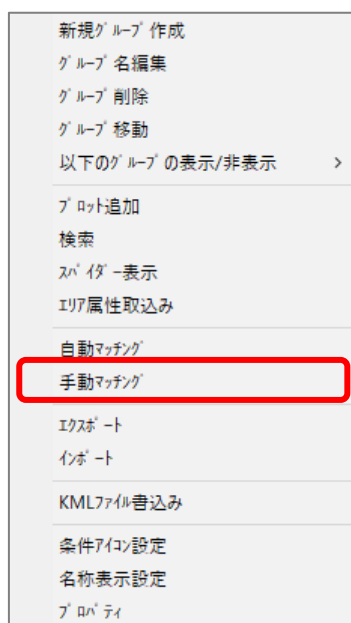 新規ｸﾞﾙｰﾌﾟ作成
ｸﾞﾙｰﾌﾟ名編集
ｸﾞﾙｰﾌﾟ削除
ｸﾞﾙｰﾌﾟ移動
以下のｸﾞﾙｰﾌﾟの表示/非表示 >
ﾌﾟﾛｯﾄ追加
検索
ｽﾊﾟｲﾀﾞｰ表示
ｴﾘｱ属性取込み
自動ﾏｯﾁﾝｸﾞ
手動ﾏｯﾁﾝｸﾞ
ｴｸｽﾎﾟｰﾄ
ｲﾝﾎﾟｰﾄ
KMLﾌｧｲﾙ書込み
条件ｱｲｺﾝ設定
名称表示設定
ﾌﾟﾛﾊﾟﾃｨ